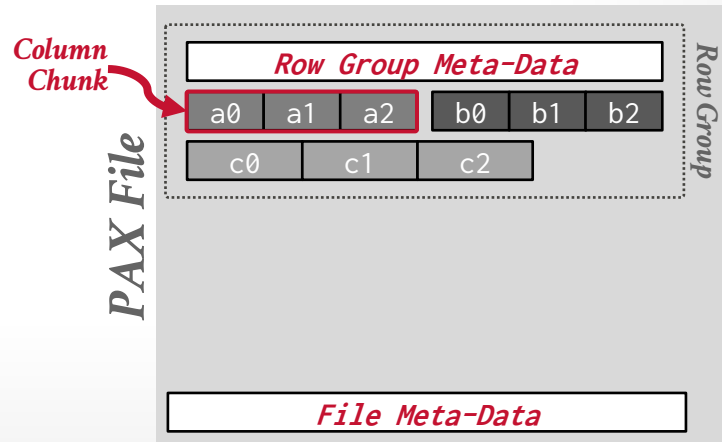 Column
Chunk
Row Group Meta-Data
a0 a1 a2 b0 b1 b2
c0 c1 c2
Row Group
PAX File
File Meta-Data